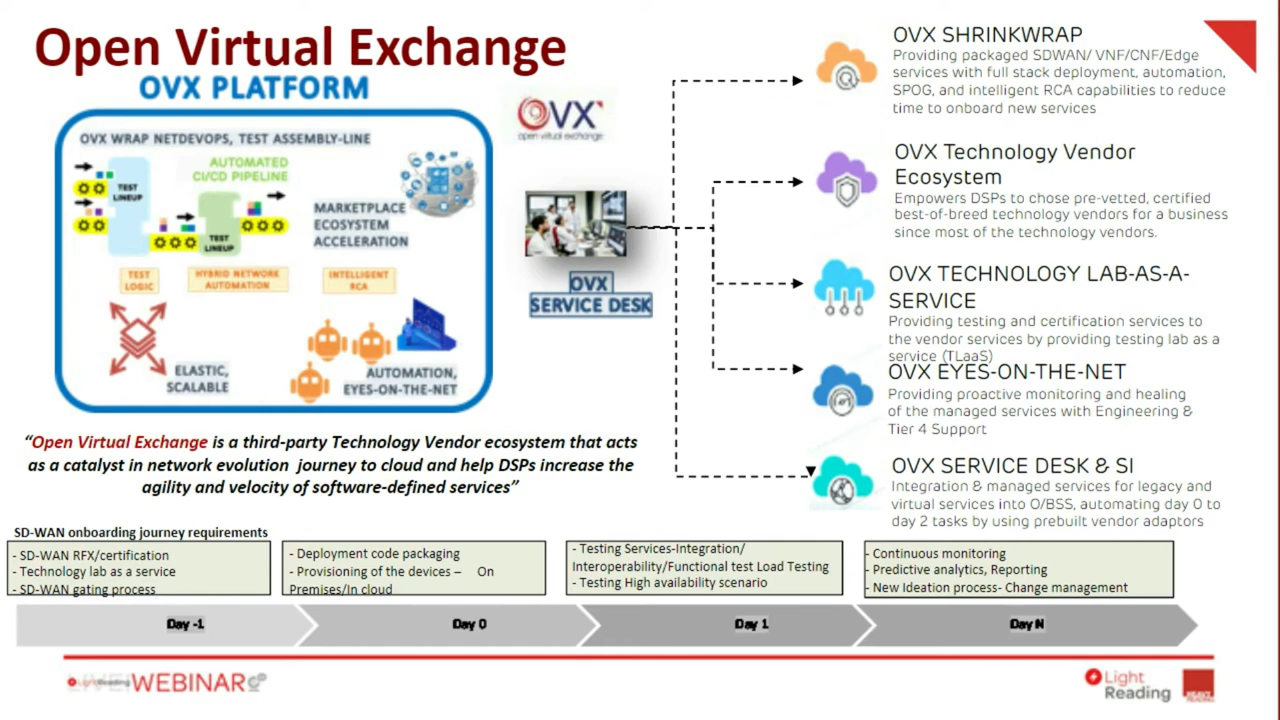 Open Virtual Exchange
OVX PLATFORM
OVX WRAP NETDEVOPS, TEST ASSEMBLY-LINE
AUTOMATED
CI/CD PIPELINE
TEST
LINEUP
TEST
LINEUP
MARKETPLACE
ECOSYSTEM
ACCELERATION
TEST
LOGIC
HYBRID NETWORK
AUTOMATION
INTELLIGENT
RCA
ELASTIC,
SCALABLE
AUTOMATION,
EYES-ON-THE-NET
OVX
open virtual exchange
OVX
SERVICE DESK
OVX SHRINKWRAP
Providing packaged SDWAN/ VNF/CNF/Edge
services with full stack deployment, automation,
SPOG, and intelligent RCA capabilities to reduce
time to onboard new services
OVX Technology Vendor
Ecosystem
Empowers DSPs to chose pre-vetted, certified
best-of-breed technology vendors for a business
since most of the technology vendors.
OVX TECHNOLOGY LAB-AS-A-
SERVICE
Providing testing and certification services to
the vendor services by providing testing lab as a
service (TLaaS)
OVX EYES-ON-THE-NET
Providing proactive monitoring and healing
of the managed services with Engineering &
Tier 4 Support
OVX SERVICE DESK & SI
Integration & managed services for legacy and
virtual services into O/BSS, automating day 0 to
day 2 tasks by using prebuilt vendor adaptors
“Open Virtual Exchange is a third-party Technology Vendor ecosystem that acts
as a catalyst in network evolution journey to cloud and help DSPs increase the
agility and velocity of software-defined services”
SD-WAN onboarding journey requirements
- SD-WAN RFX/certification
- Technology lab as a service
- SD-WAN gating process
- Deployment code packaging
- Provisioning of the devices – On
Premises/In cloud
- Testing Services-Integration/
Interoperability/Functional test Load Testing
- Testing High availability scenario
- Continuous monitoring
- Predictive analytics, Reporting
- New Ideation process- Change management
Day -1
Day 0
Day 1
Day N
LightReading
LIVE! WEBINAR
Light
Reading
HEAVY
READING